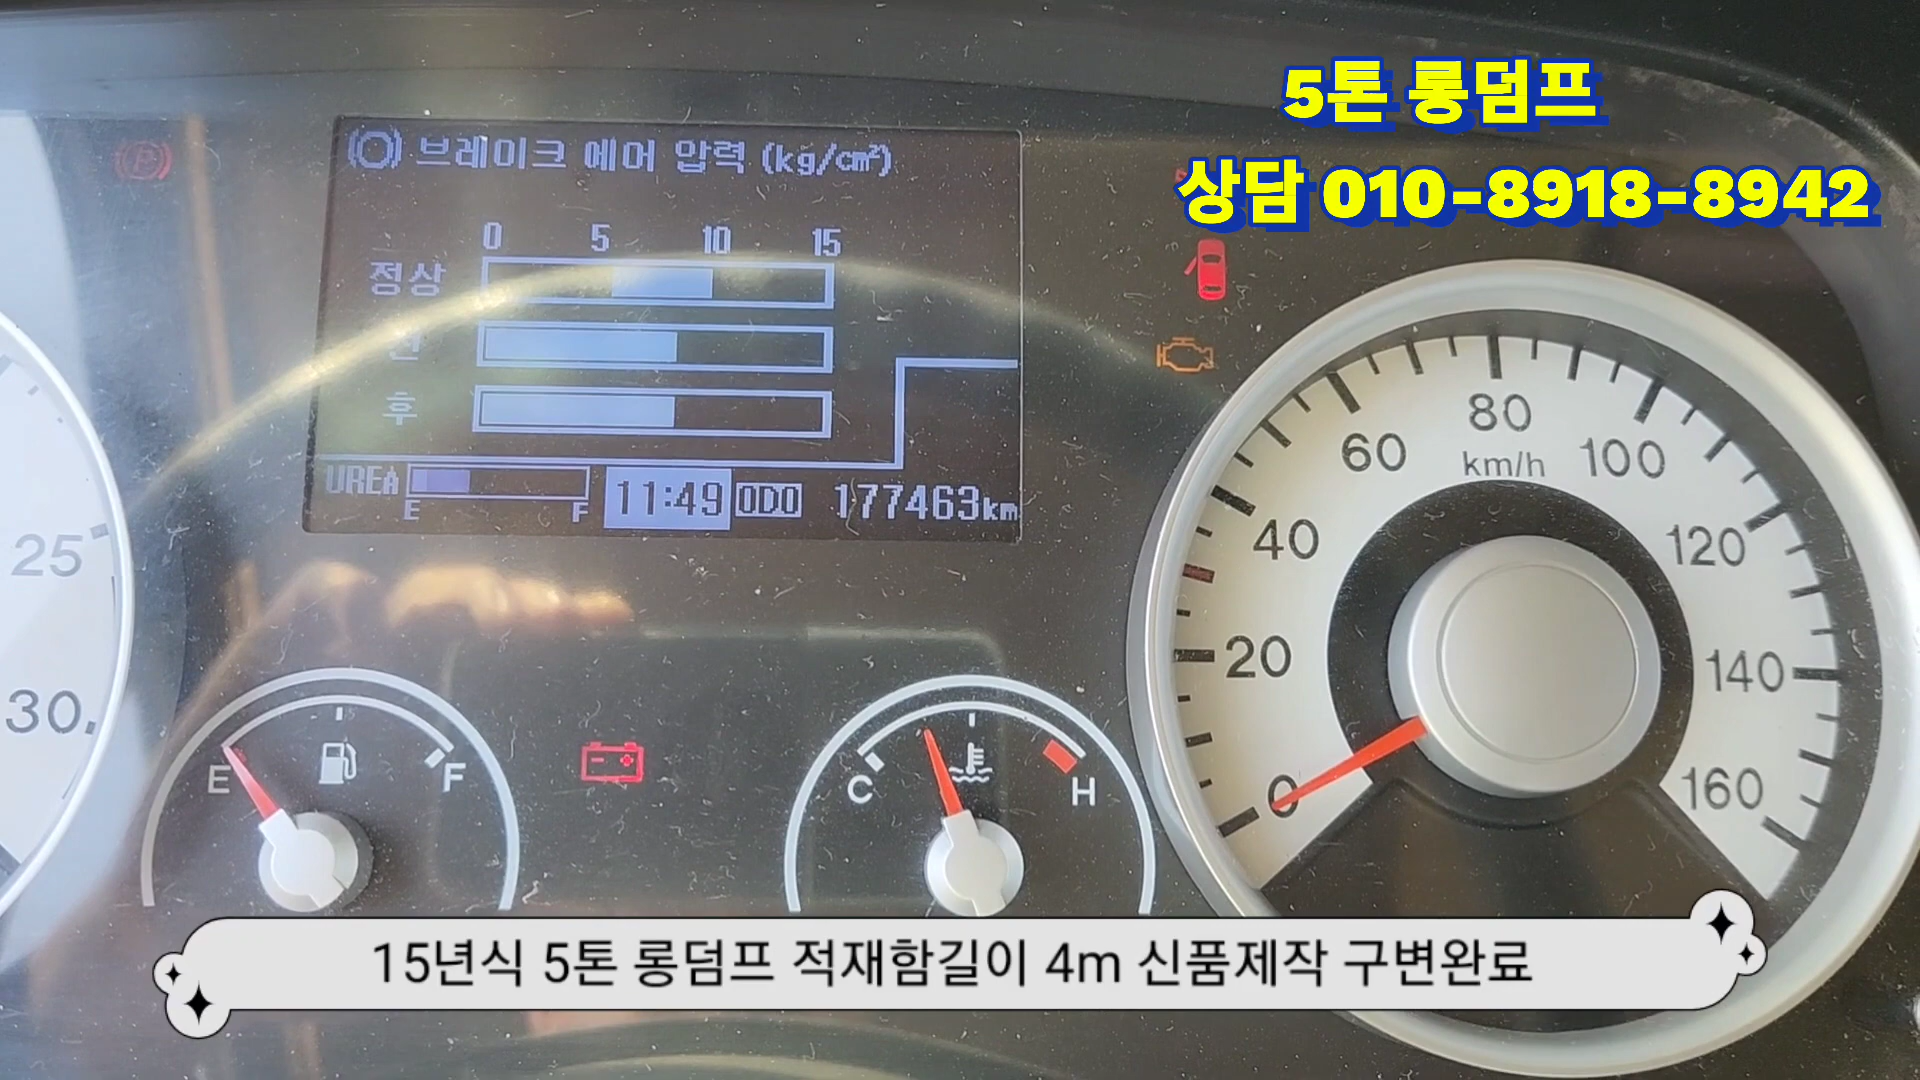 5톤 롱덤프
상담 010-8918-8942
브레이크 에어 압력 (kg/cm²)
0 5 10 15
정상
전
후
UREA
E F
11:49 ODO 177463km
25
30
E F
C H
0 20 40 60 80 100 120 140 160
km/h
15년식 5톤 롱덤프 적재함길이 4m 신품제작 구변완료